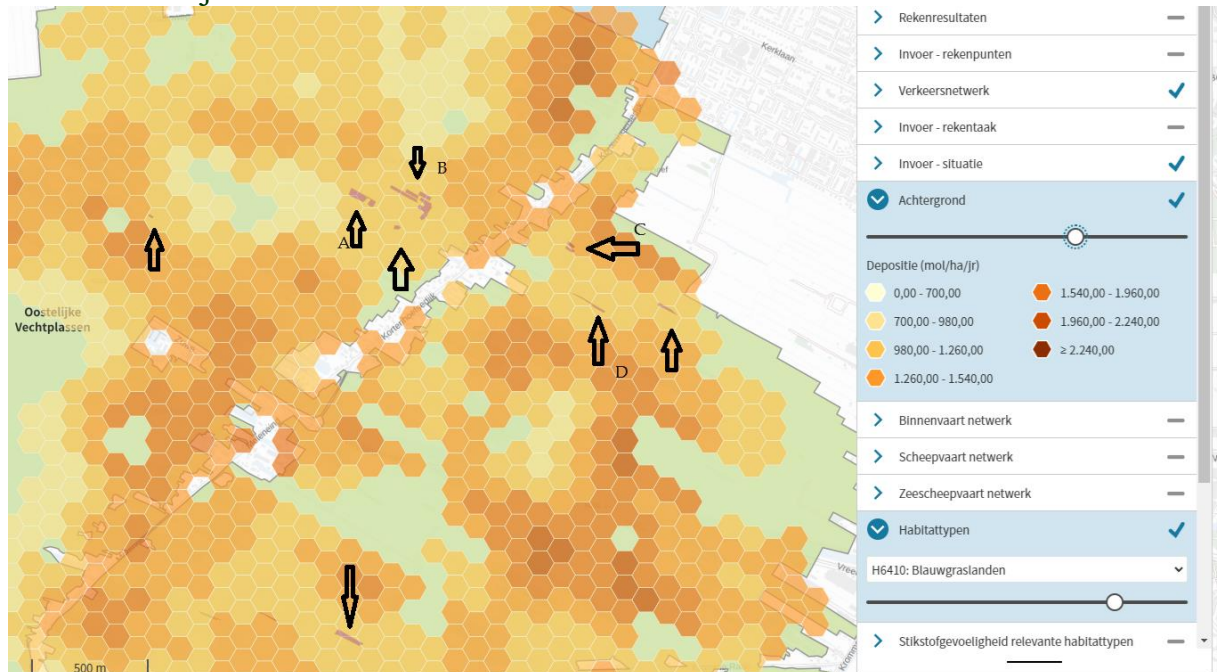 Kerklaan
B
A
C
D
Oostelijke
Vechtplassen
Kortenhoefsedijk
500 m
Rekenresultaten
Invoer - rekenpunten
Verkeersnetwerk
Invoer - rekentaak
Invoer - situatie
Achtergrond
Depositie (mol/ha/jr)
0,00 - 700,00
1.540,00 - 1.960,00
700,00 - 980,00
1.960,00 - 2.240,00
980,00 - 1.260,00
≥ 2.240,00
1.260,00 - 1.540,00
Binnenvaart netwerk
Scheepvaart netwerk
Zeescheepvaart netwerk
Habitattypen
H6410: Blauwgraslanden
Stikstofgevoeligheid relevante habitattypen